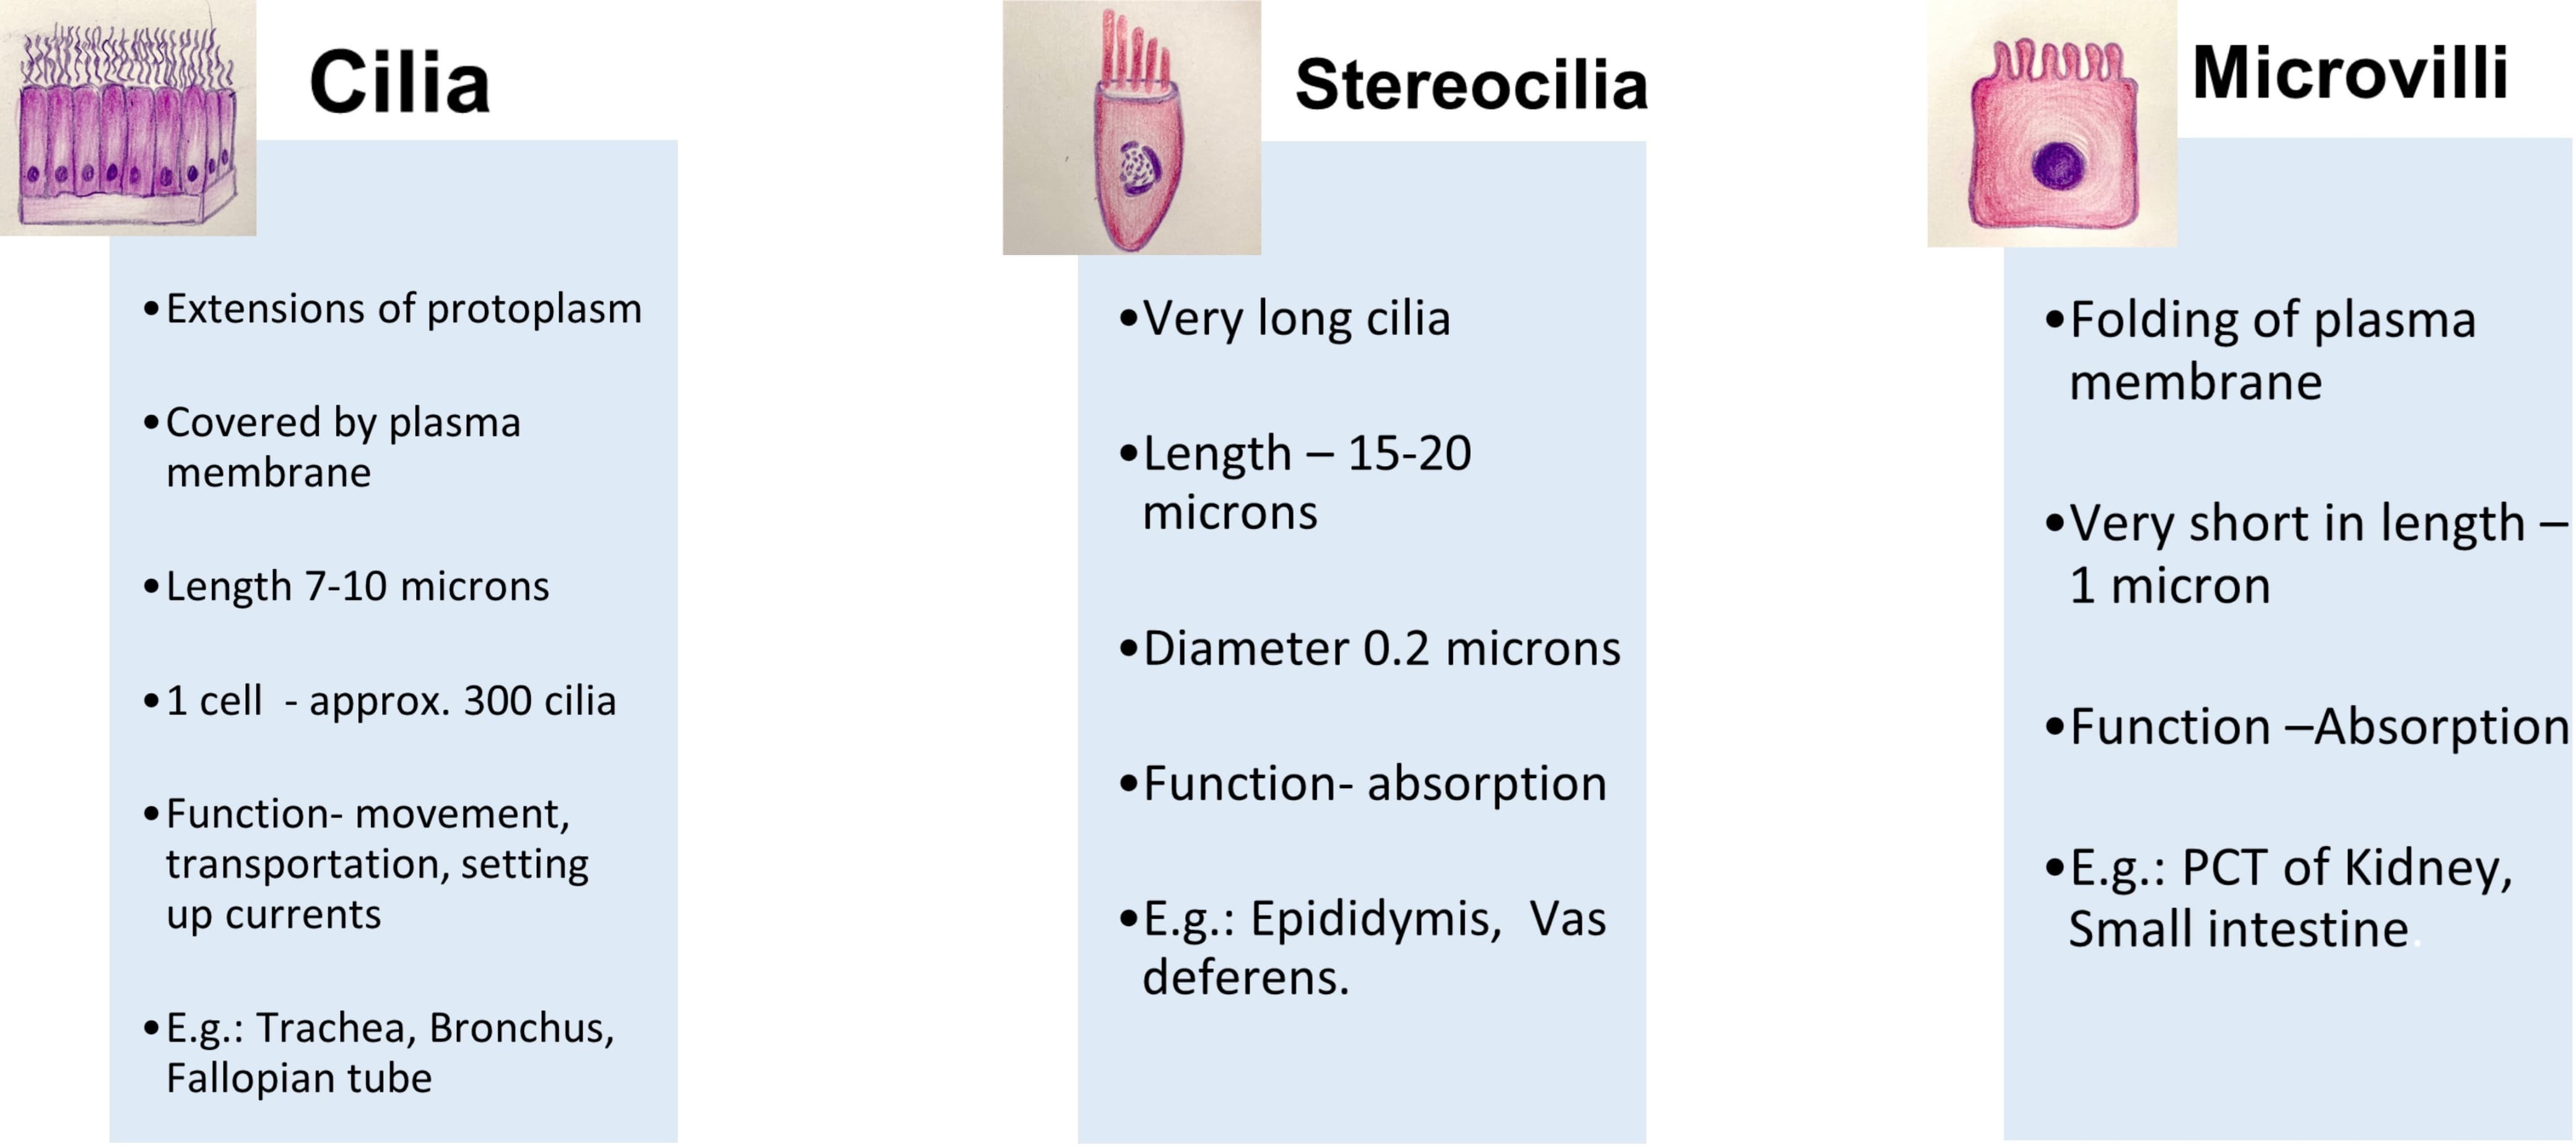 Cilia
•Extensions of protoplasm
•Covered by plasma
membrane
•Length 7-10 microns
•1 cell  - approx. 300 cilia
•Function- movement,
transportation, setting
up currents
•E.g.: Trachea, Bronchus,
Fallopian tube
Stereocilia
•Very long cilia
•Length – 15-20
microns
•Diameter 0.2 microns
•Function- absorption
•E.g.: Epididymis,  Vas
deferens.
Microvilli
•Folding of plasma
membrane
•Very short in length –
1 micron
•Function –Absorption
•E.g.: PCT of Kidney,
Small intestine.